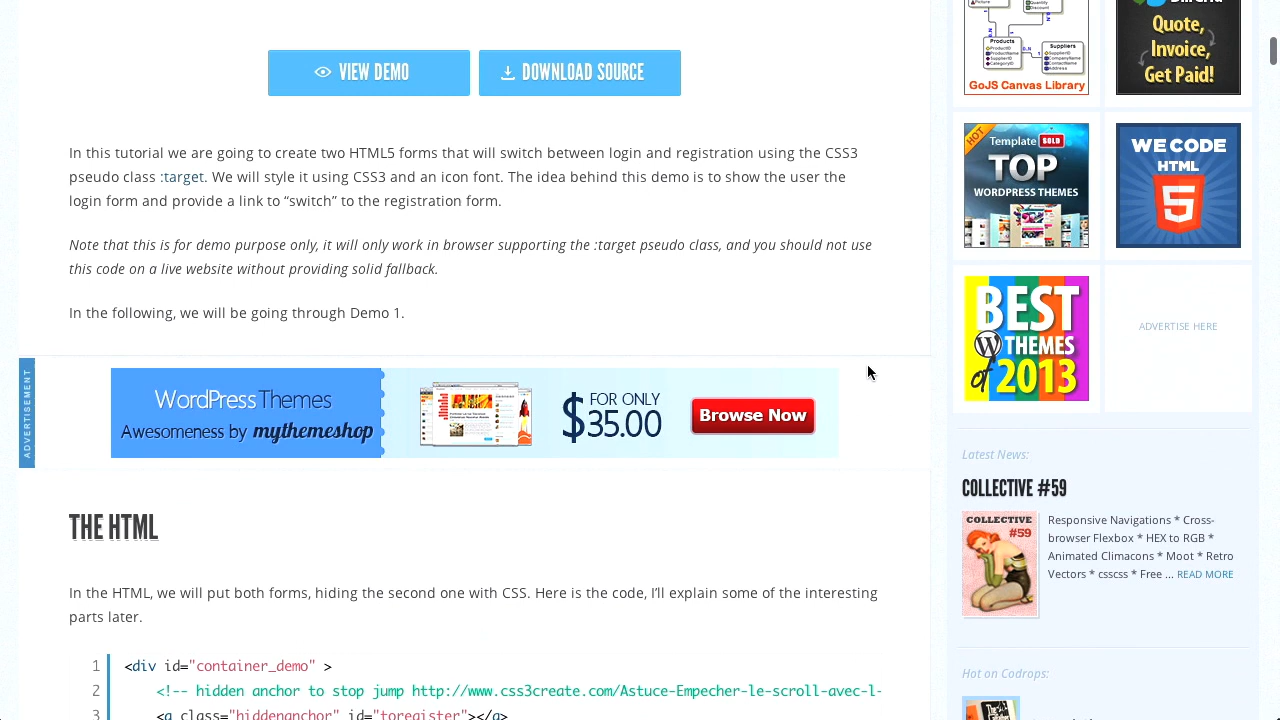 VIEW DEMO
DOWNLOAD SOURCE
In this tutorial we are going to create two HTML5 forms that will switch between login and registration using the CSS3
pseudo class :target. We will style it using CSS3 and an icon font. The idea behind this demo is to show the user the
login form and provide a link to “switch” to the registration form.
Note that this is for demo purpose only, it will only work in browser supporting the :target pseudo class, and you should not use
this code on a live website without providing solid fallback.
In the following, we will be going through Demo 1.
ADVERTISEMENT
WordPressThemes
Awesomeness by mythemeshop
$ FOR ONLY
35.00
Browse Now
THE HTML
In the HTML, we will put both forms, hiding the second one with CSS. Here is the code, I’ll explain some of the interesting
parts later.
1 <div id="container_demo" >
2 <!-- hidden anchor to stop jump http://www.css3create.com/Astuce-Empecher-le-scroll-avec-l-
3 <a class="hiddenanchor" id="toregister"></a>
Products
Suppliers
GoJS Canvas Library
Quote,
Invoice,
Get Paid!
HOT
Template SOLD
TOP
WORDPRESS THEMES
WE CODE
HTML
5
BEST
W THEMES
of 2013
ADVERTISE HERE
Latest News:
COLLECTIVE #59
COLLECTIVE
#59
Responsive Navigations * Cross-
browser Flexbox * HEX to RGB *
Animated Climacons * Moot * Retro
Vectors * csscss * Free ... READ MORE
Hot on Codrops: